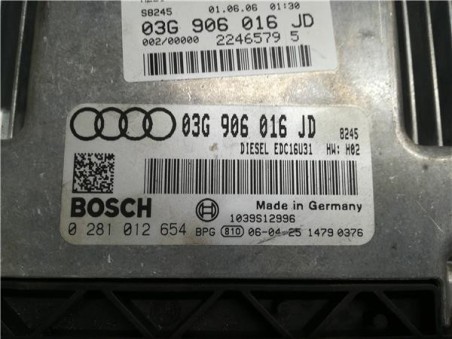 S8245 01.06.06 01:30
03G 906 016 JD
002/00000 2246579 5
03G 906 016 JD 8245
DIESEL EDC16U31 HW: H02
BOSCH Made in Germany
1039S12996
0 281 012 654 BPG 810 06-04-25 1479 0376